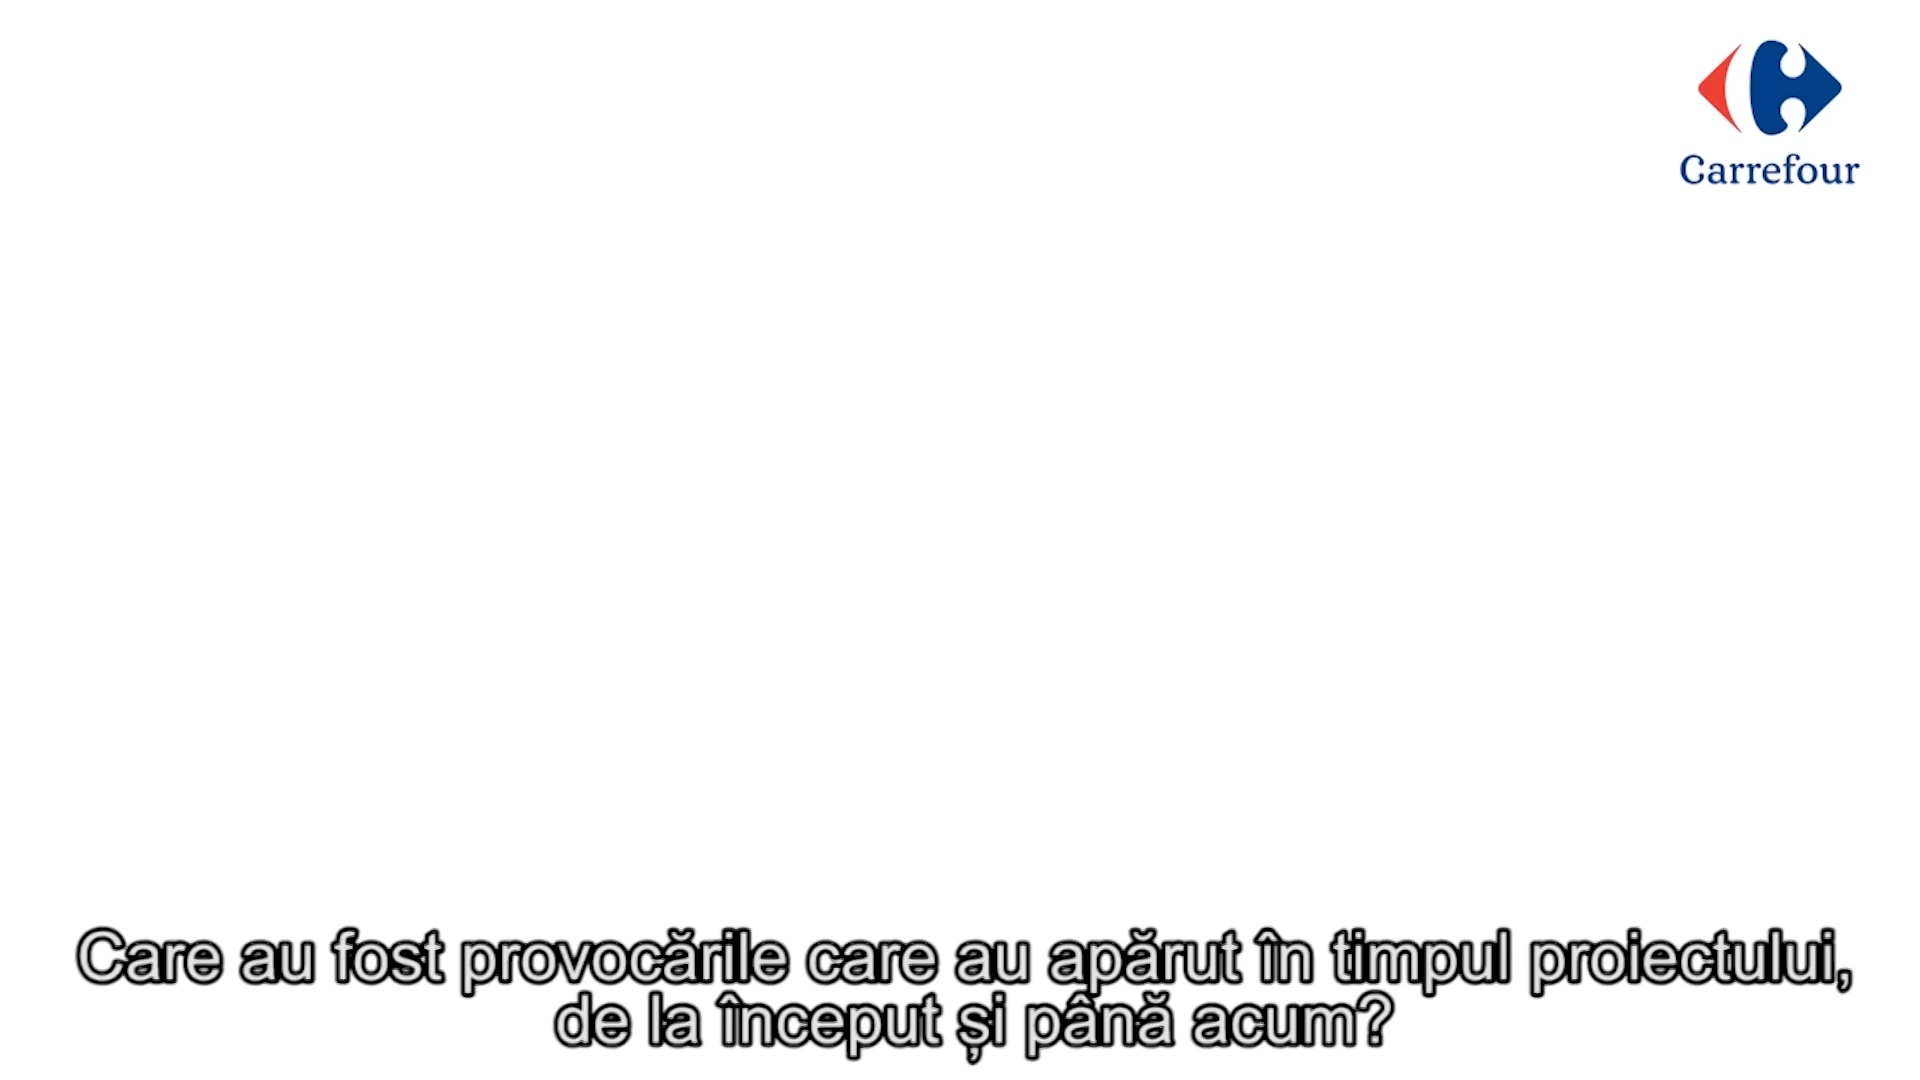 Carrefour
Care au fost provocările care au apărut în timpul proiectului,
de la început și până acum?